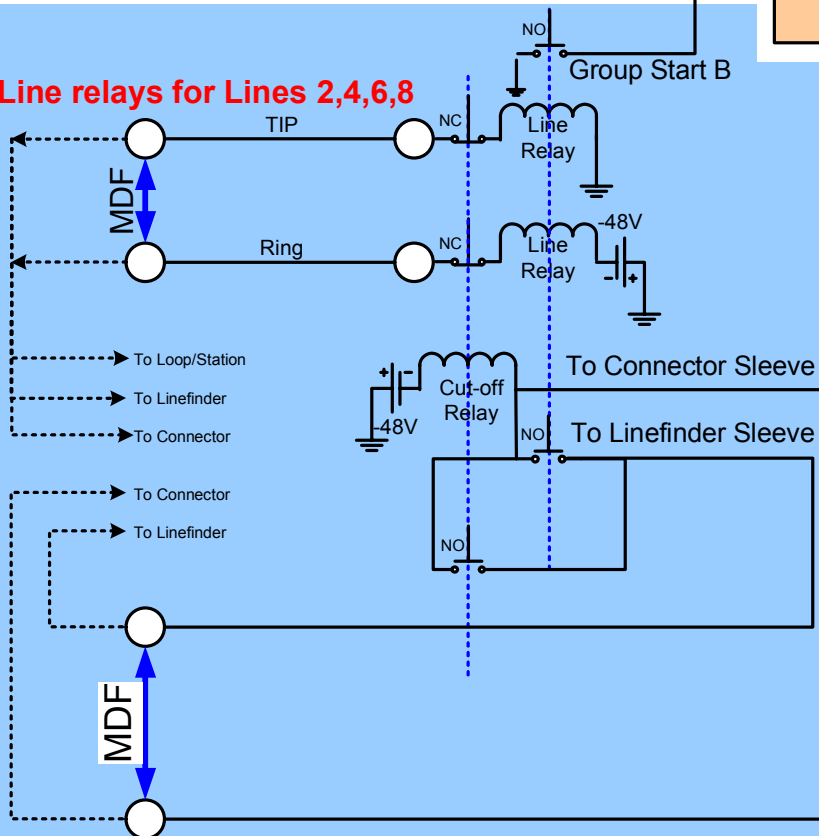 NO
Group Start B
Line relays for Lines 2,4,6,8
TIP
NC
Line
Relay
MDF
-48V
Ring
NC
Line
Relay
- +
To Loop/Station
To Connector Sleeve
+ -
Cut-off
Relay
To Linefinder
-48V
NO
To Linefinder Sleeve
To Connector
To Connector
To Linefinder
NO
MDF